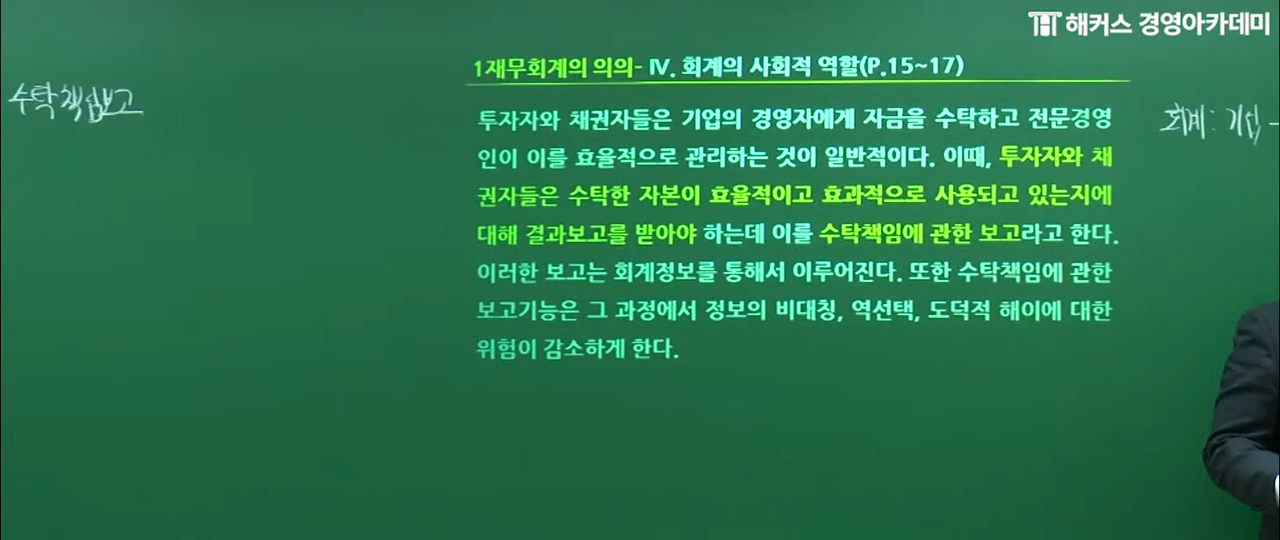 해커스 경영아카데미
1재무회계의 의의- Ⅳ. 회계의 사회적 역할(P.15~17)
수탁책임보고
투자자와 채권자들은 기업의 경영자에게 자금을 수탁하고 전문경영
회계: 기업 -
인이 이를 효율적으로 관리하는 것이 일반적이다. 이때, 투자자와 채
권자들은 수탁한 자본이 효율적이고 효과적으로 사용되고 있는지에
대해 결과보고를 받아야 하는데 이를 수탁책임에 관한 보고라고 한다.
이러한 보고는 회계정보를 통해서 이루어진다. 또한 수탁책임에 관한
보고기능은 그 과정에서 정보의 비대칭, 역선택, 도덕적 해이에 대한
위험이 감소하게 한다.